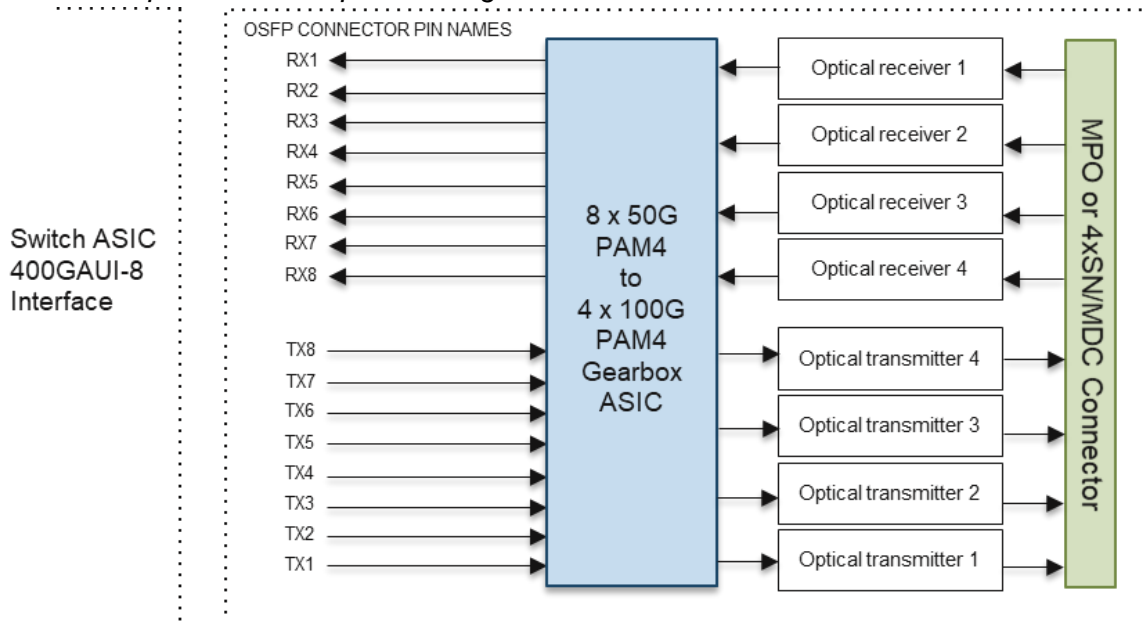 OSFP CONNECTOR PIN NAMES
RX1
RX2
RX3
RX4
RX5
RX6
RX7
RX8
TX8
TX7
TX6
TX5
TX4
TX3
TX2
TX1
Switch ASIC
400GAUI-8
Interface
8 x 50G
PAM4
to
4 x 100G
PAM4
Gearbox
ASIC
Optical receiver 1
Optical receiver 2
Optical receiver 3
Optical receiver 4
Optical transmitter 4
Optical transmitter 3
Optical transmitter 2
Optical transmitter 1
MPO or 4xSN/MDC Connector